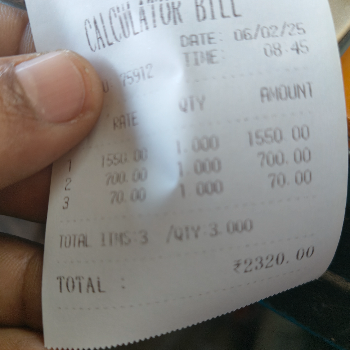 CALCULATOR BILL
DATE: 06/02/25
TIME: 08:45
75912
RATE QTY AMOUNT
1 1550.00 1.000 1550.00
2 700.00 1.000 700.00
3 70.00 1.000 70.00
TOTAL ITMS:3 /QTY:3.000
TOTAL : ₹2320.00